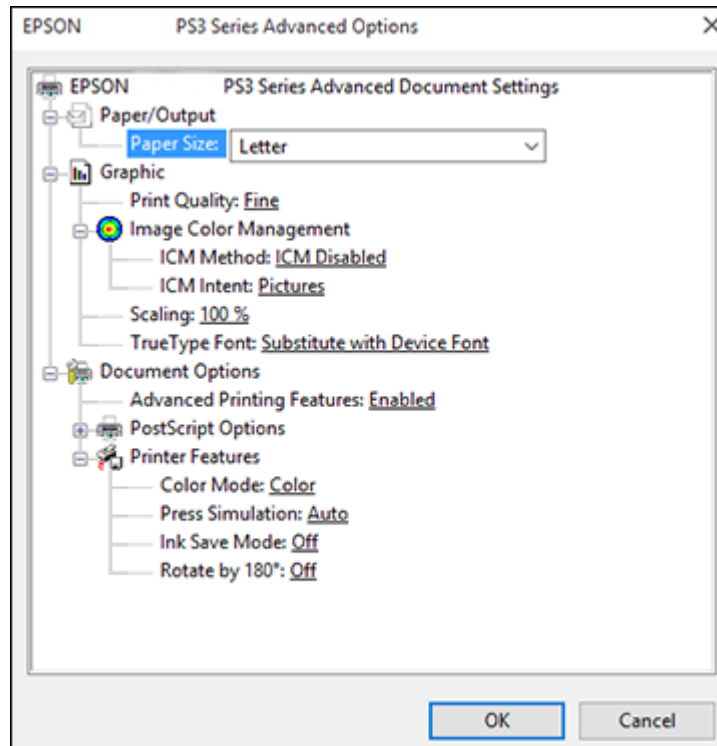 EPSON PS3 Series Advanced Options
EPSON PS3 Series Advanced Document Settings
Paper/Output
Paper Size: Letter
Graphic
Print Quality: Fine
Image Color Management
ICM Method: ICM Disabled
ICM Intent: Pictures
Scaling: 100 %
TrueType Font: Substitute with Device Font
Document Options
Advanced Printing Features: Enabled
PostScript Options
Printer Features
Color Mode: Color
Press Simulation: Auto
Ink Save Mode: Off
Rotate by 180°: Off
OK Cancel